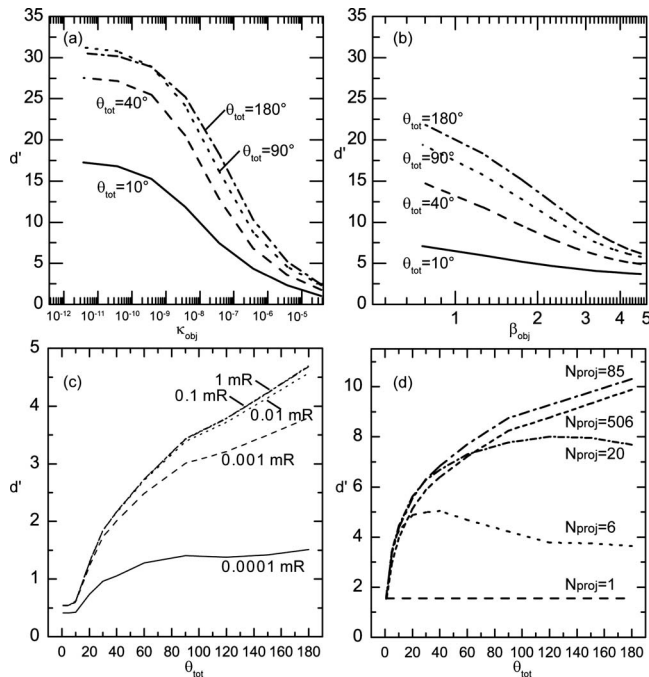 (a)
35
30
25
20
15
10
5
0
d'
θtot=180°
θtot=40°
θtot=90°
θtot=10°
10-12 10-11 10-10 10-9 10-8 10-7 10-6 10-5
κobj
(b)
35
30
25
20
15
10
5
0
d'
θtot=180°
θtot=90°
θtot=40°
θtot=10°
1 2 3 4 5
βobj
(c)
5
4
3
2
1
0
d'
1 mR
0.1 mR
0.01 mR
0.001 mR
0.0001 mR
0 20 40 60 80 100 120 140 160 180
θtot
(d)
10
8
6
4
2
0
d'
Nproj=85
Nproj=506
Nproj=20
Nproj=6
Nproj=1
0 20 40 60 80 100 120 140 160 180
θtot